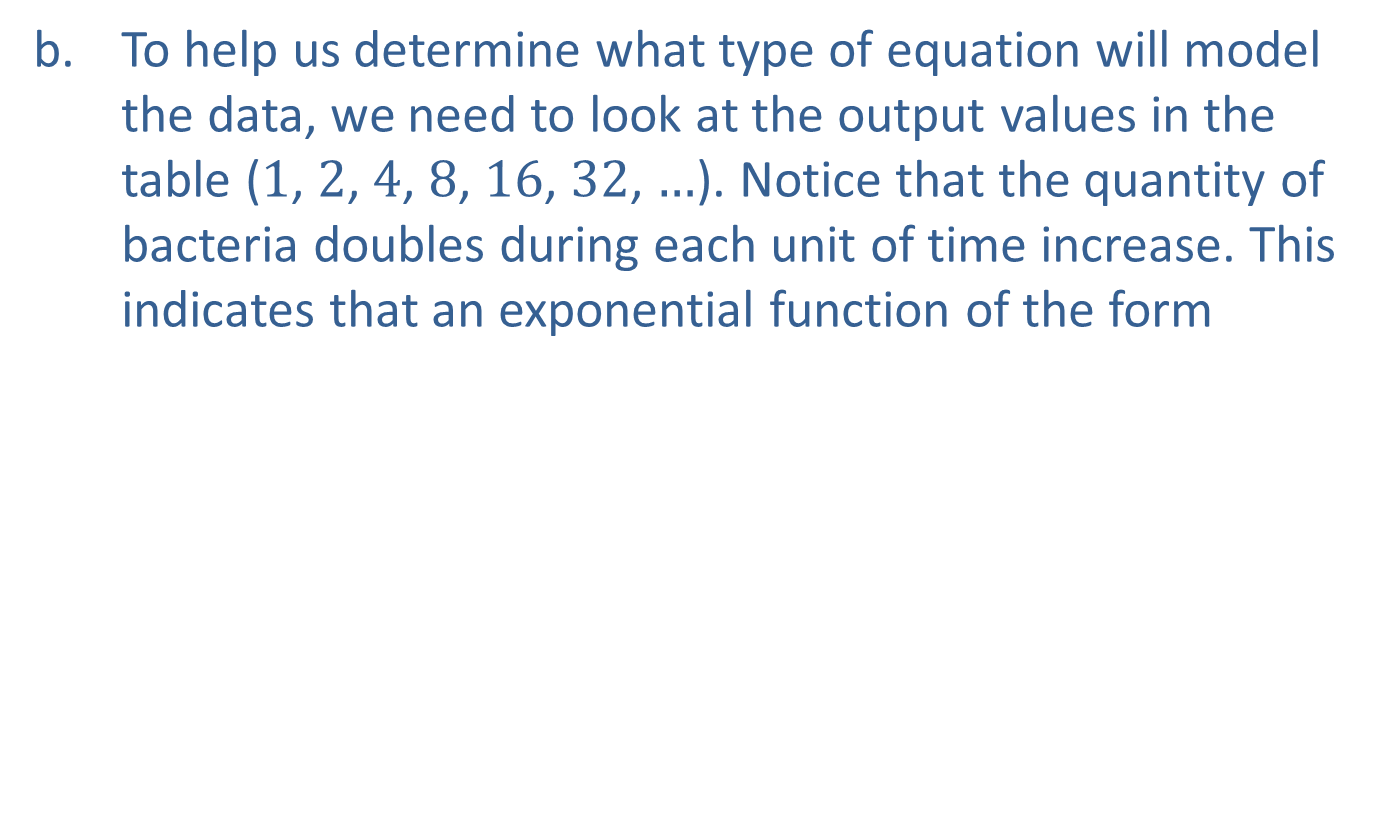 b. To help us determine what type of equation will model
the data, we need to look at the output values in the
table (1, 2, 4, 8, 16, 32, ...). Notice that the quantity of
bacteria doubles during each unit of time increase. This
indicates that an exponential function of the form